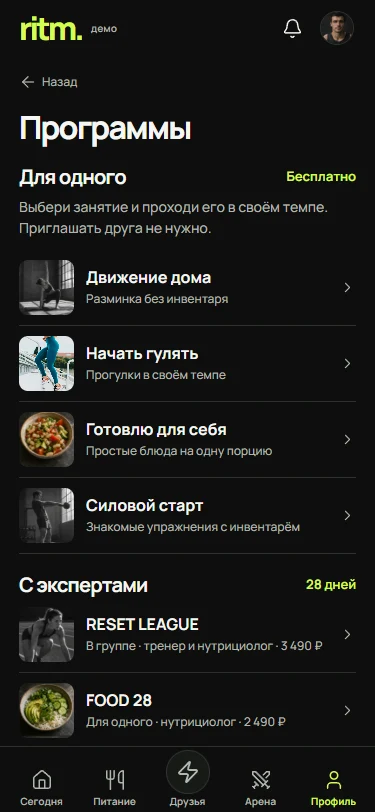 ritm. демо
Назад
Программы
Для одного Бесплатно
Выбери занятие и проходи его в своём темпе.
Приглашать друга не нужно.
Движение дома
Разминка без инвентаря
Начать гулять
Прогулки в своём темпе
Готовлю для себя
Простые блюда на одну порцию
Силовой старт
Знакомые упражнения с инвентарём
С экспертами 28 дней
RESET LEAGUE
В группе · тренер и нутрициолог · 3 490 ₽
FOOD 28
Для одного · нутрициолог · 2 490 ₽
Сегодня Питание Друзья Арена Профиль